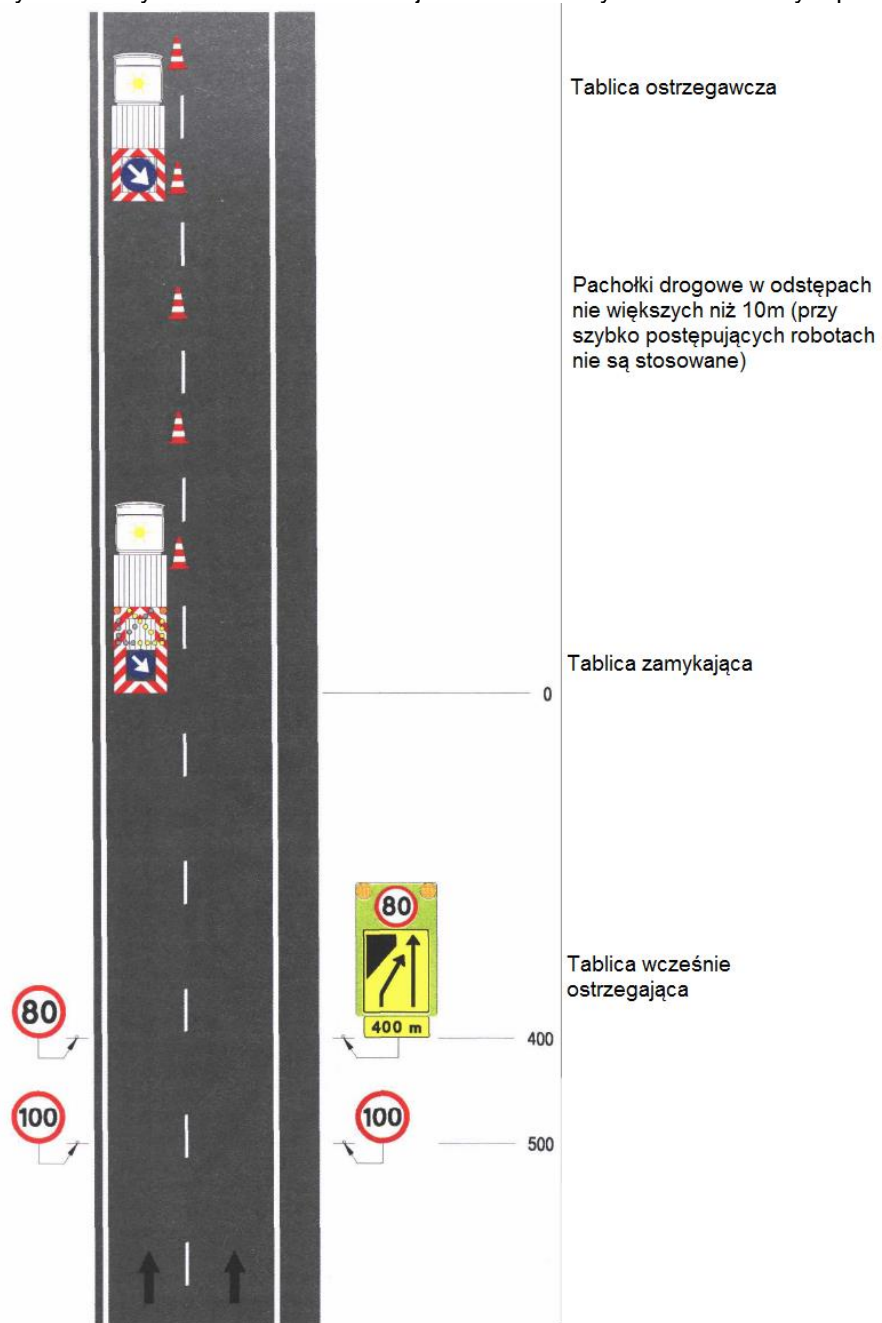 Tablica ostrzegawcza
Pachołki drogowe w odstępach
nie większych niż 10m (przy
szybko postępujących robotach
nie są stosowane)
Tablica zamykająca
0
80
Tablica wcześnie
ostrzegająca
80
400 m
400
100
100
500